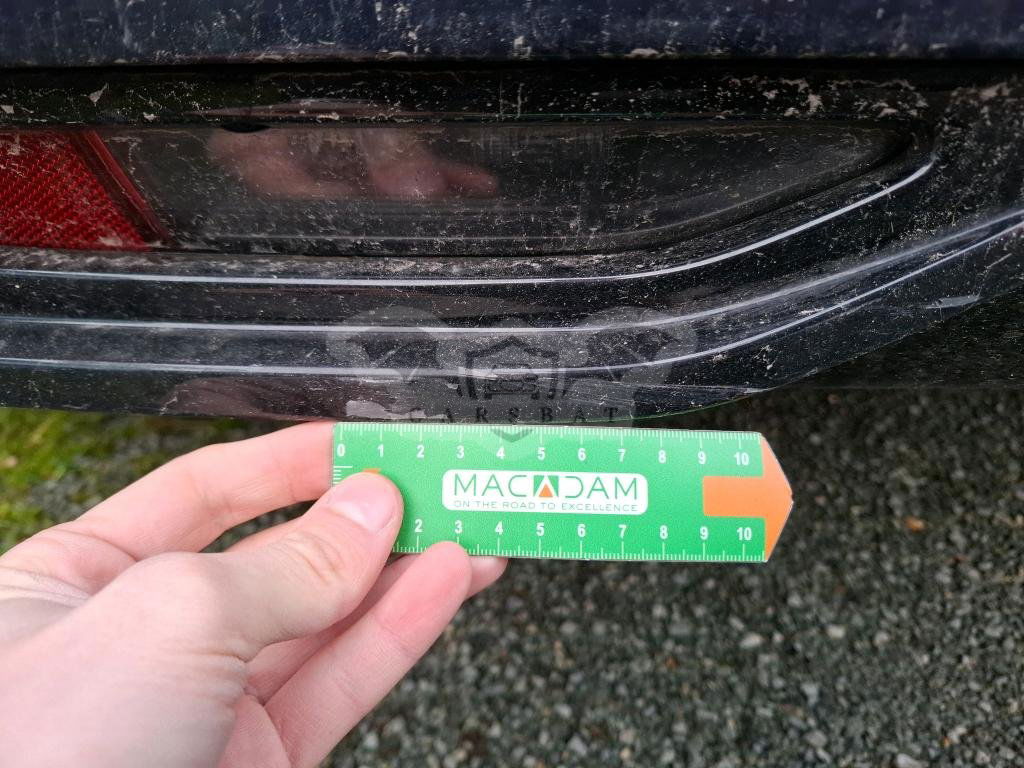 CARSBAT
0 1 2 3 4 5 6 7 8 9 10
MACADAM
ON THE ROAD TO EXCELLENCE
2 3 4 5 6 7 8 9 10